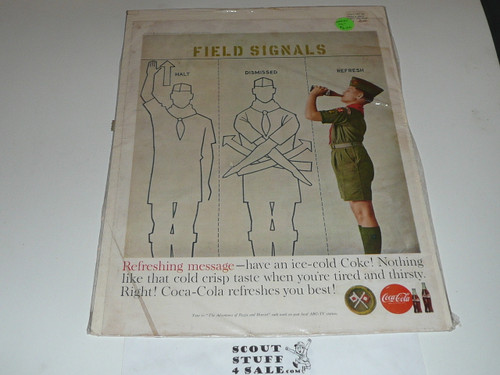 FIELD SIGNALS
HALT
DISMISSED
REFRESH
Refreshing message—have an ice-cold Coke! Nothing
like that cold crisp taste when you're tired and thirsty.
Right! Coca-Cola refreshes you best!
Coca-Cola
SCOUT
STUFF
4 SALE.COM